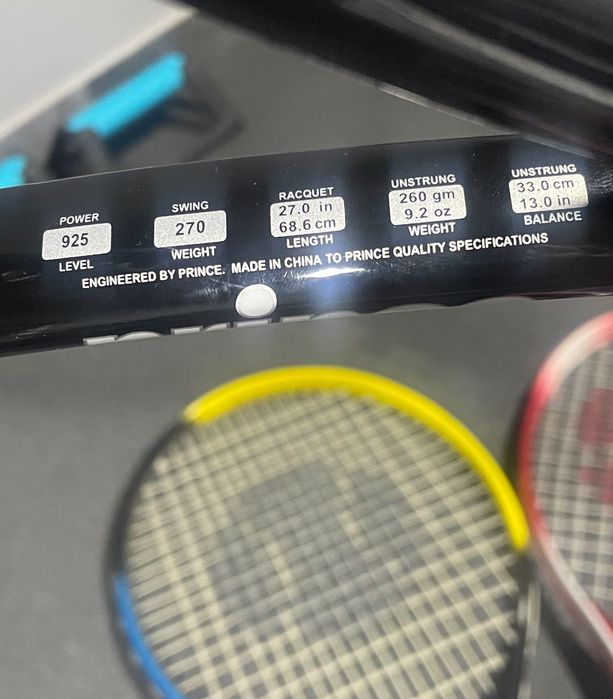 POWER
925
LEVEL
SWING
270
WEIGHT
RACQUET
27.0 in
68.6 cm
LENGTH
UNSTRUNG
260 gm
9.2 oz
WEIGHT
UNSTRUNG
33.0 cm
13.0 in
BALANCE
ENGINEERED BY PRINCE. MADE IN CHINA TO PRINCE QUALITY SPECIFICATIONS